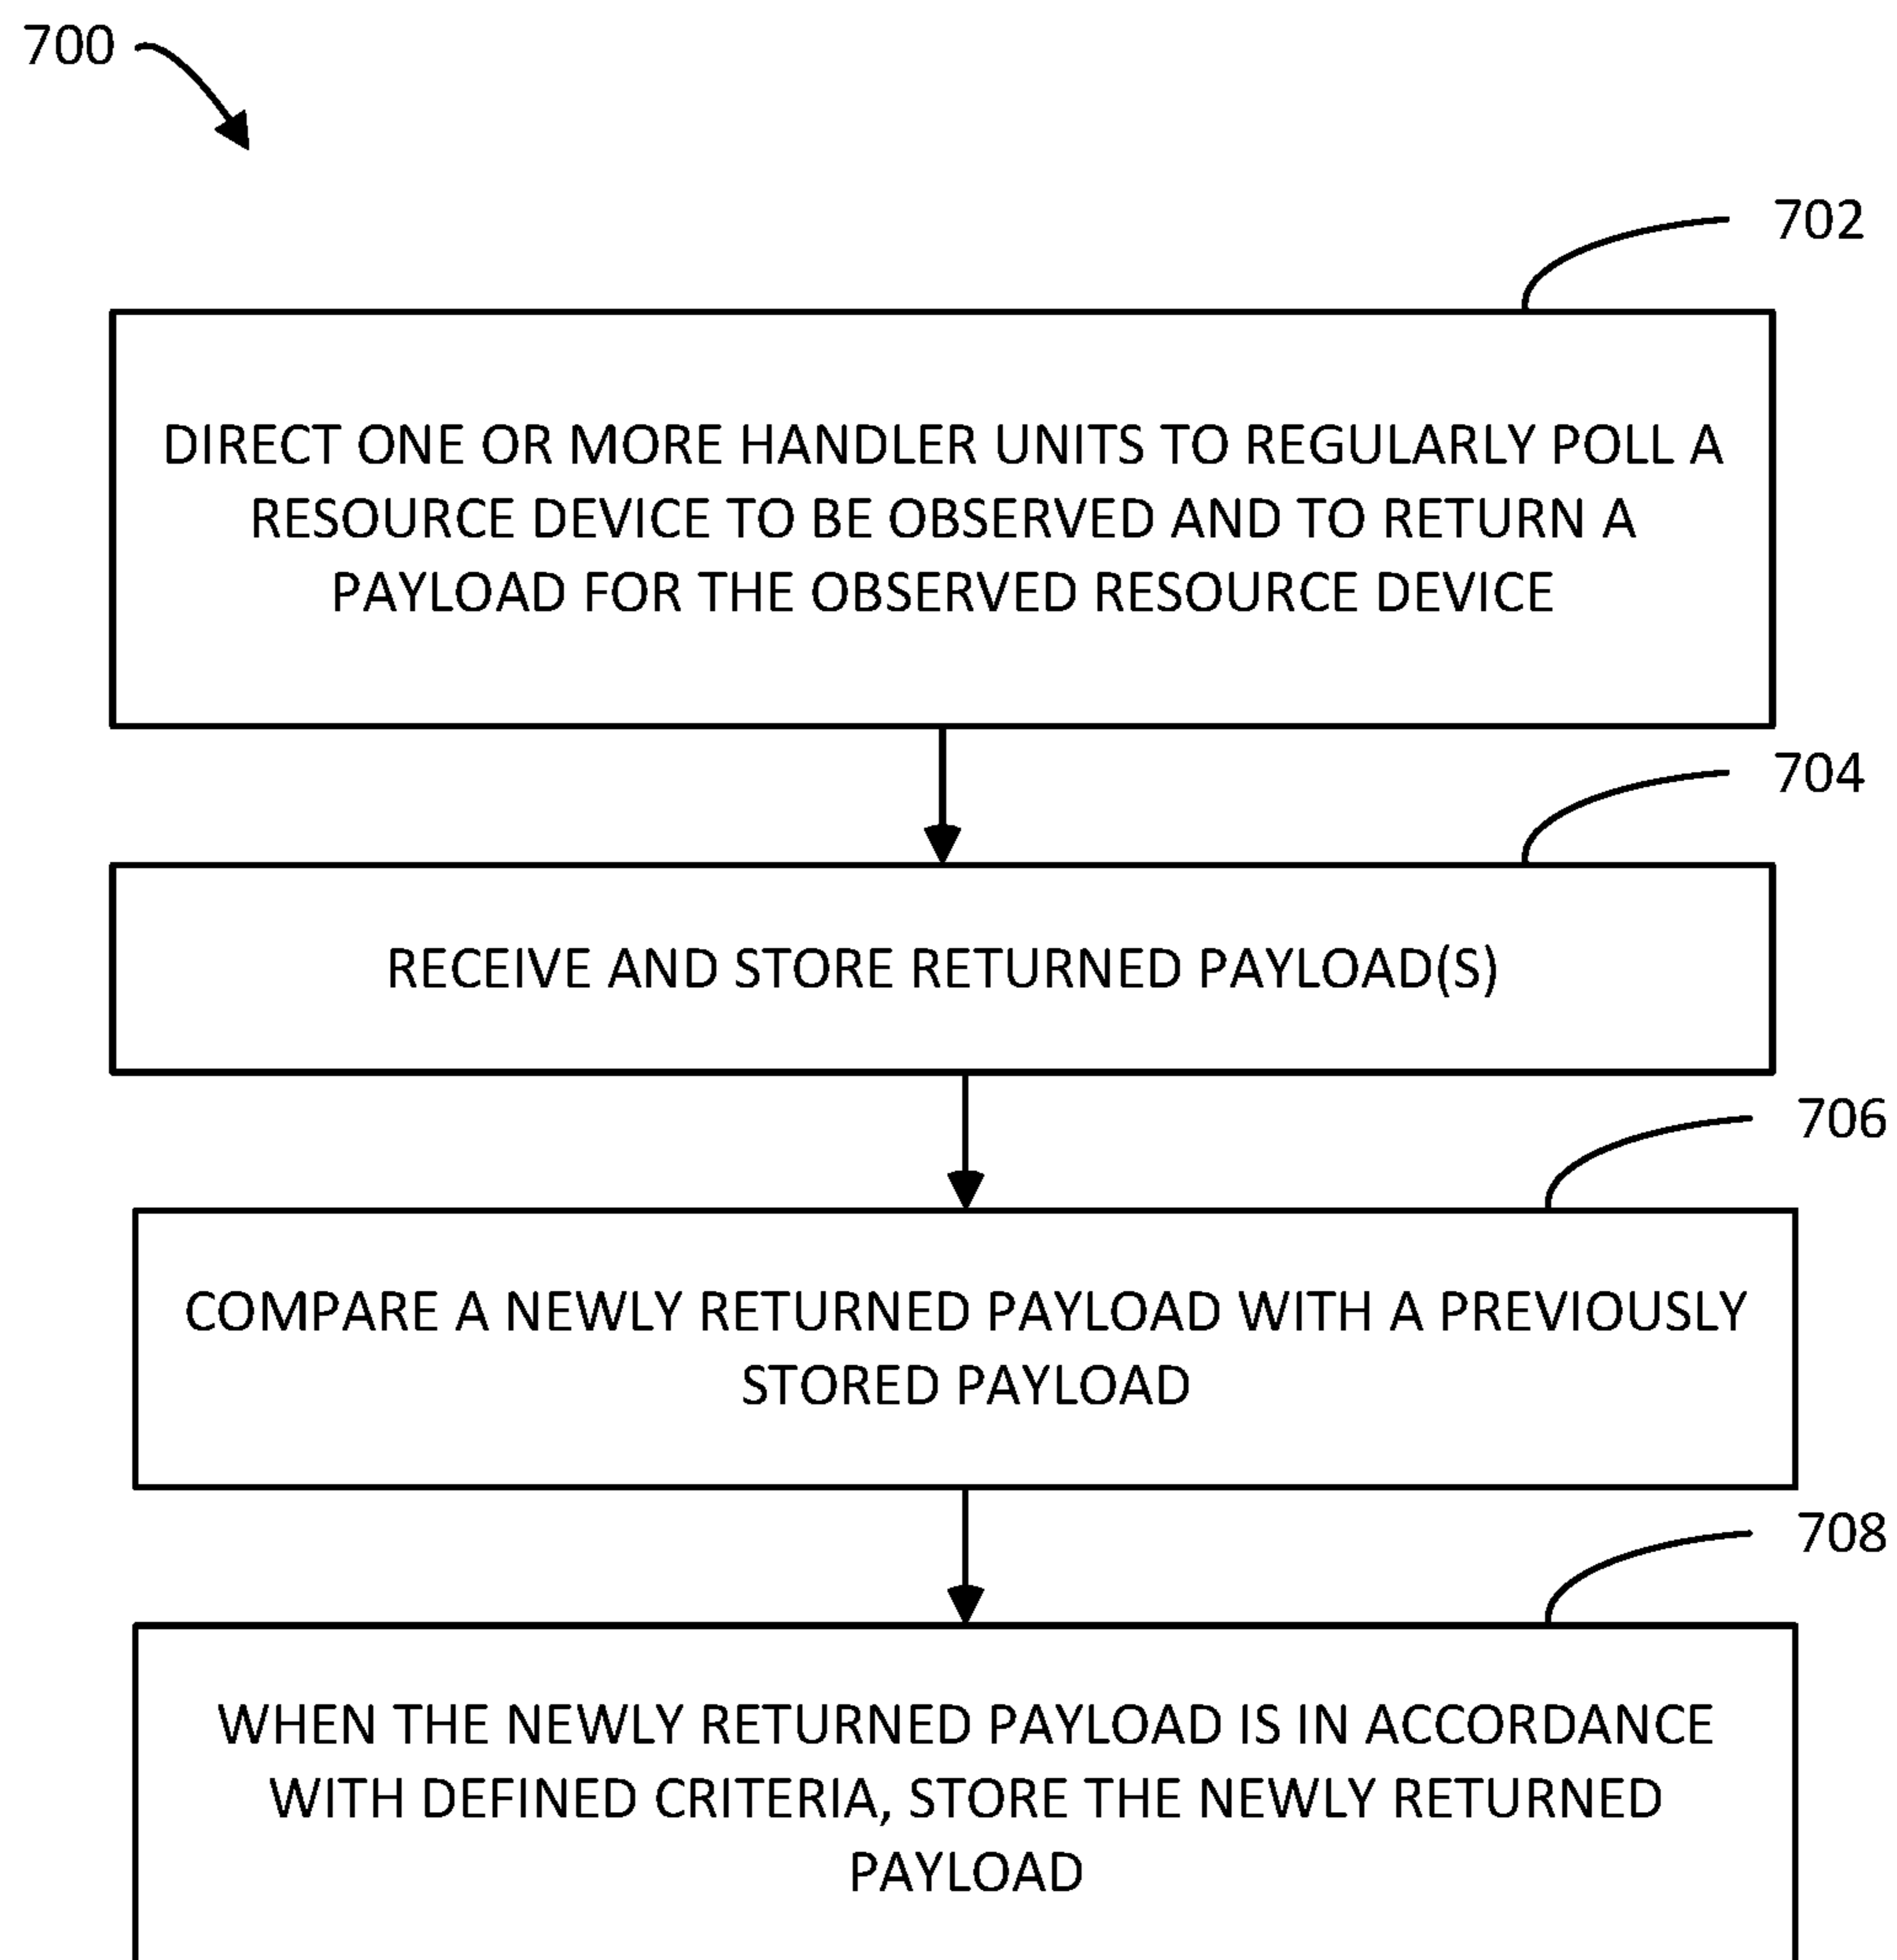 700
702
DIRECT ONE OR MORE HANDLER UNITS TO REGULARLY POLL A
RESOURCE DEVICE TO BE OBSERVED AND TO RETURN A
PAYLOAD FOR THE OBSERVED RESOURCE DEVICE
704
RECEIVE AND STORE RETURNED PAYLOAD(S)
706
COMPARE A NEWLY RETURNED PAYLOAD WITH A PREVIOUSLY
STORED PAYLOAD
708
WHEN THE NEWLY RETURNED PAYLOAD IS IN ACCORDANCE
WITH DEFINED CRITERIA, STORE THE NEWLY RETURNED
PAYLOAD